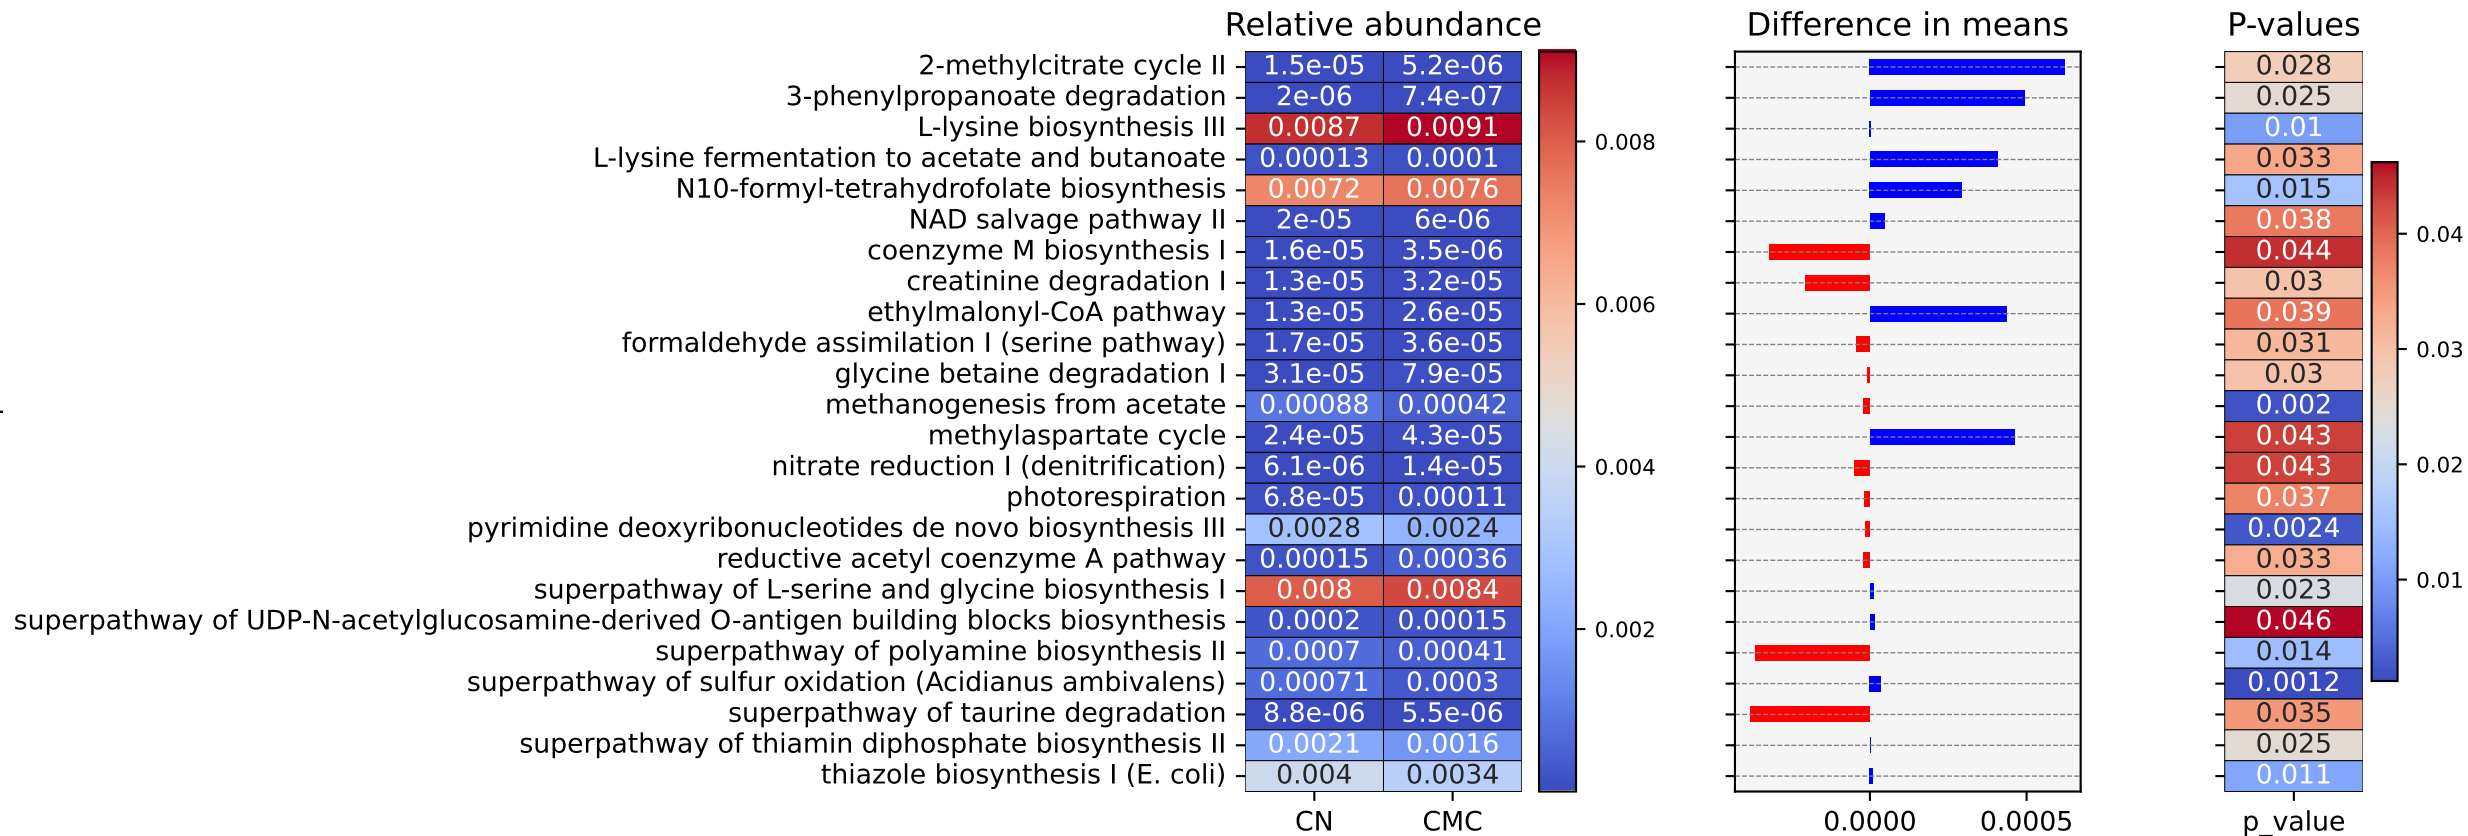 Relative abundance Difference in means P-values
2-methylcitrate cycle II 1.5e-05 5.2e-06 0.028
3-phenylpropanoate degradation 2e-06 7.4e-07 0.025
L-lysine biosynthesis III 0.0087 0.0091 0.01
0.008
L-lysine fermentation to acetate and butanoate 0.00013 0.0001 0.033
N10-formyl-tetrahydrofolate biosynthesis 0.0072 0.0076 0.015
NAD salvage pathway II 2e-05 6e-06 0.038
0.04
coenzyme M biosynthesis I 1.6e-05 3.5e-06 0.044
creatinine degradation I 1.3e-05 3.2e-05 0.03
0.006
ethylmalonyl-CoA pathway 1.3e-05 2.6e-05 0.039
formaldehyde assimilation I (serine pathway) 1.7e-05 3.6e-05 0.031
0.03
glycine betaine degradation I 3.1e-05 7.9e-05 0.03
methanogenesis from acetate 0.00088 0.00042 0.002
methylaspartate cycle 2.4e-05 4.3e-05 0.043
nitrate reduction I (denitrification) 6.1e-06 1.4e-05 0.043
0.004 0.02
photorespiration 6.8e-05 0.00011 0.037
pyrimidine deoxyribonucleotides de novo biosynthesis III 0.0028 0.0024 0.0024
reductive acetyl coenzyme A pathway 0.00015 0.00036 0.033
0.01
superpathway of L-serine and glycine biosynthesis I 0.008 0.0084 0.023
superpathway of UDP-N-acetylglucosamine-derived O-antigen building blocks biosynthesis 0.0002 0.00015 0.046
0.002
superpathway of polyamine biosynthesis II 0.0007 0.00041 0.014
superpathway of sulfur oxidation (Acidianus ambivalens) 0.00071 0.0003 0.0012
superpathway of taurine degradation 8.8e-06 5.5e-06 0.035
superpathway of thiamin diphosphate biosynthesis II 0.0021 0.0016 0.025
thiazole biosynthesis I (E. coli) 0.004 0.0034 0.011
CN CMC 0.0000 0.0005 p_value